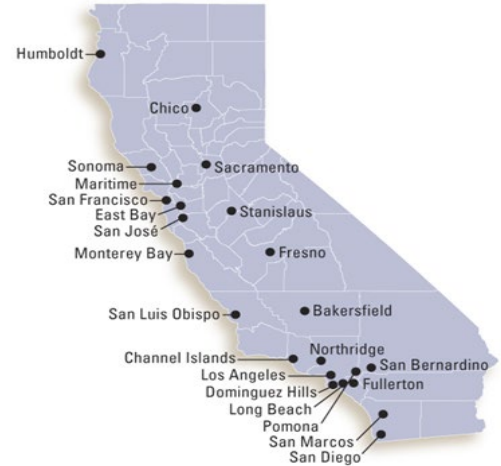 Humboldt
Chico
Sonoma
Sacramento
Maritime
San Francisco
East Bay
Stanislaus
San José
Monterey Bay
Fresno
San Luis Obispo
Bakersfield
Channel Islands
Northridge
San Bernardino
Los Angeles
Dominguez Hills
Fullerton
Long Beach
Pomona
San Marcos
San Diego